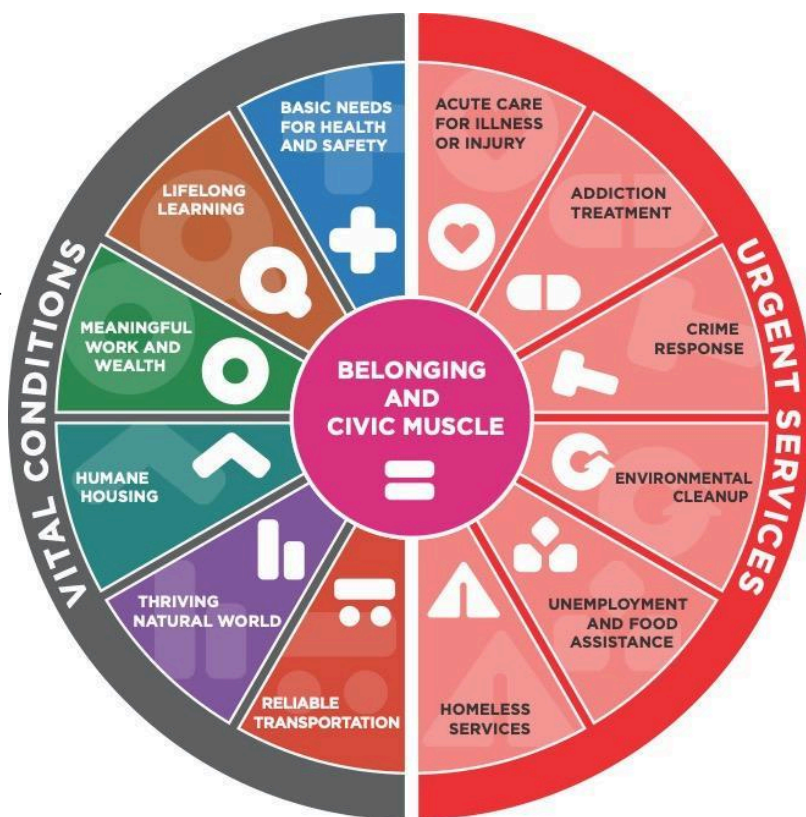 VITAL CONDITIONS
BASIC NEEDS
FOR HEALTH
AND SAFETY
LIFELONG
LEARNING
MEANINGFUL
WORK AND
WEALTH
HUMANE
HOUSING
THRIVING
NATURAL WORLD
RELIABLE
TRANSPORTATION
BELONGING
AND
CIVIC MUSCLE
URGENT SERVICES
ACUTE CARE
FOR ILLNESS
OR INJURY
ADDICTION
TREATMENT
CRIME
RESPONSE
ENVIRONMENTAL
CLEANUP
UNEMPLOYMENT
AND FOOD
ASSISTANCE
HOMELESS
SERVICES